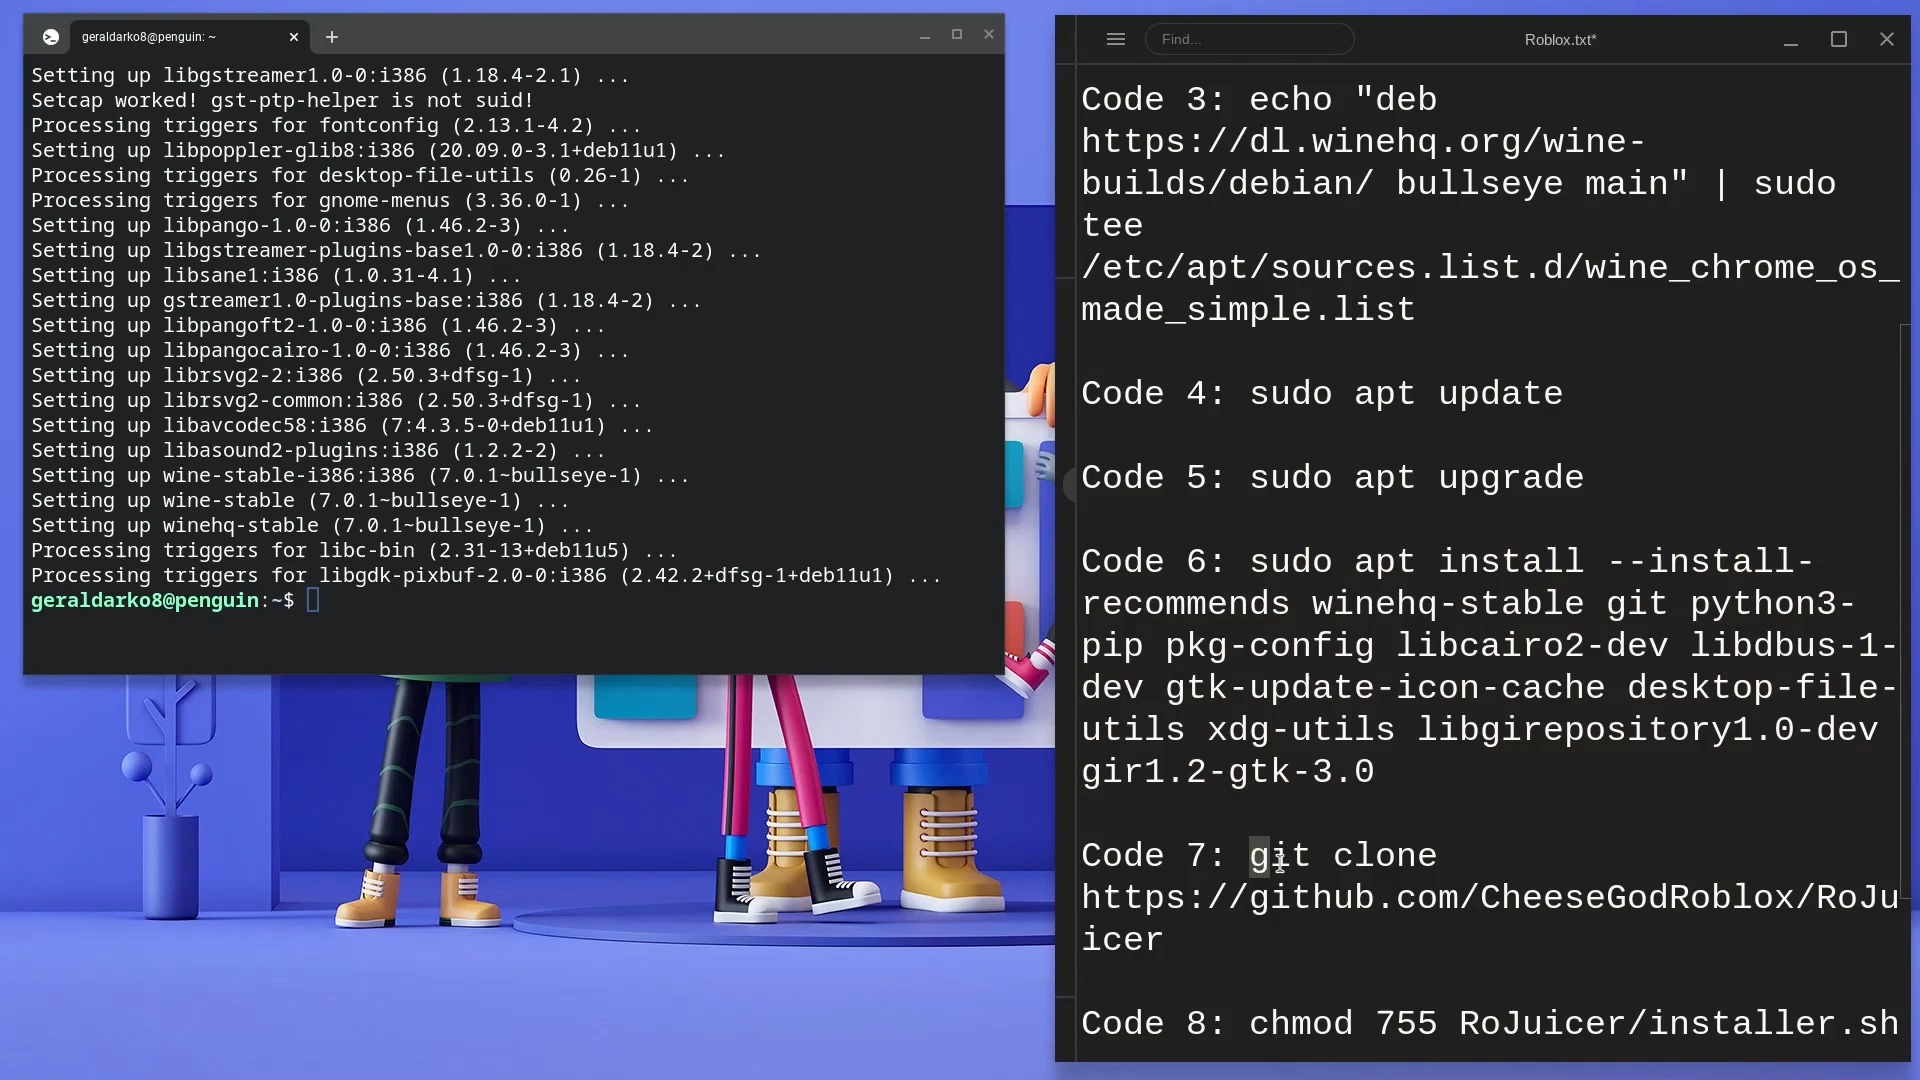 geraldarko8@penguin: ~
Setting up libgstreamer1.0-0:i386 (1.18.4-2.1) ...
Setcap worked! gst-ptp-helper is not suid!
Processing triggers for fontconfig (2.13.1-4.2) ...
Setting up libpoppler-glib8:i386 (20.09.0-3.1+deb11u1) ...
Processing triggers for desktop-file-utils (0.26-1) ...
Processing triggers for gnome-menus (3.36.0-1) ...
Setting up libpango-1.0-0:i386 (1.46.2-3) ...
Setting up libgstreamer-plugins-base1.0-0:i386 (1.18.4-2) ...
Setting up libsane1:i386 (1.0.31-4.1) ...
Setting up gstreamer1.0-plugins-base:i386 (1.18.4-2) ...
Setting up libpangoft2-1.0-0:i386 (1.46.2-3) ...
Setting up libpangocairo-1.0-0:i386 (1.46.2-3) ...
Setting up librsvg2-2:i386 (2.50.3+dfsg-1) ...
Setting up librsvg2-common:i386 (2.50.3+dfsg-1) ...
Setting up libavcodec58:i386 (7:4.3.5-0+deb11u1) ...
Setting up libasound2-plugins:i386 (1.2.2-2) ...
Setting up wine-stable-i386:i386 (7.0.1~bullseye-1) ...
Setting up wine-stable (7.0.1~bullseye-1) ...
Setting up winehq-stable (7.0.1~bullseye-1) ...
Processing triggers for libc-bin (2.31-13+deb11u5) ...
Processing triggers for libgdk-pixbuf-2.0-0:i386 (2.42.2+dfsg-1+deb11u1) ...
geraldarko8@penguin:~$
Find...
Roblox.txt*
Code 3: echo "deb
https://dl.winehq.org/wine-
builds/debian/ bullseye main" | sudo
tee
/etc/apt/sources.list.d/wine_chrome_os_
made_simple.list
Code 4: sudo apt update
Code 5: sudo apt upgrade
Code 6: sudo apt install --install-
recommends winehq-stable git python3-
pip pkg-config libcairo2-dev libdbus-1-
dev gtk-update-icon-cache desktop-file-
utils xdg-utils libgirepository1.0-dev
gir1.2-gtk-3.0
Code 7: git clone
https://github.com/CheeseGodRoblox/RoJu
icer
Code 8: chmod 755 RoJuicer/installer.sh